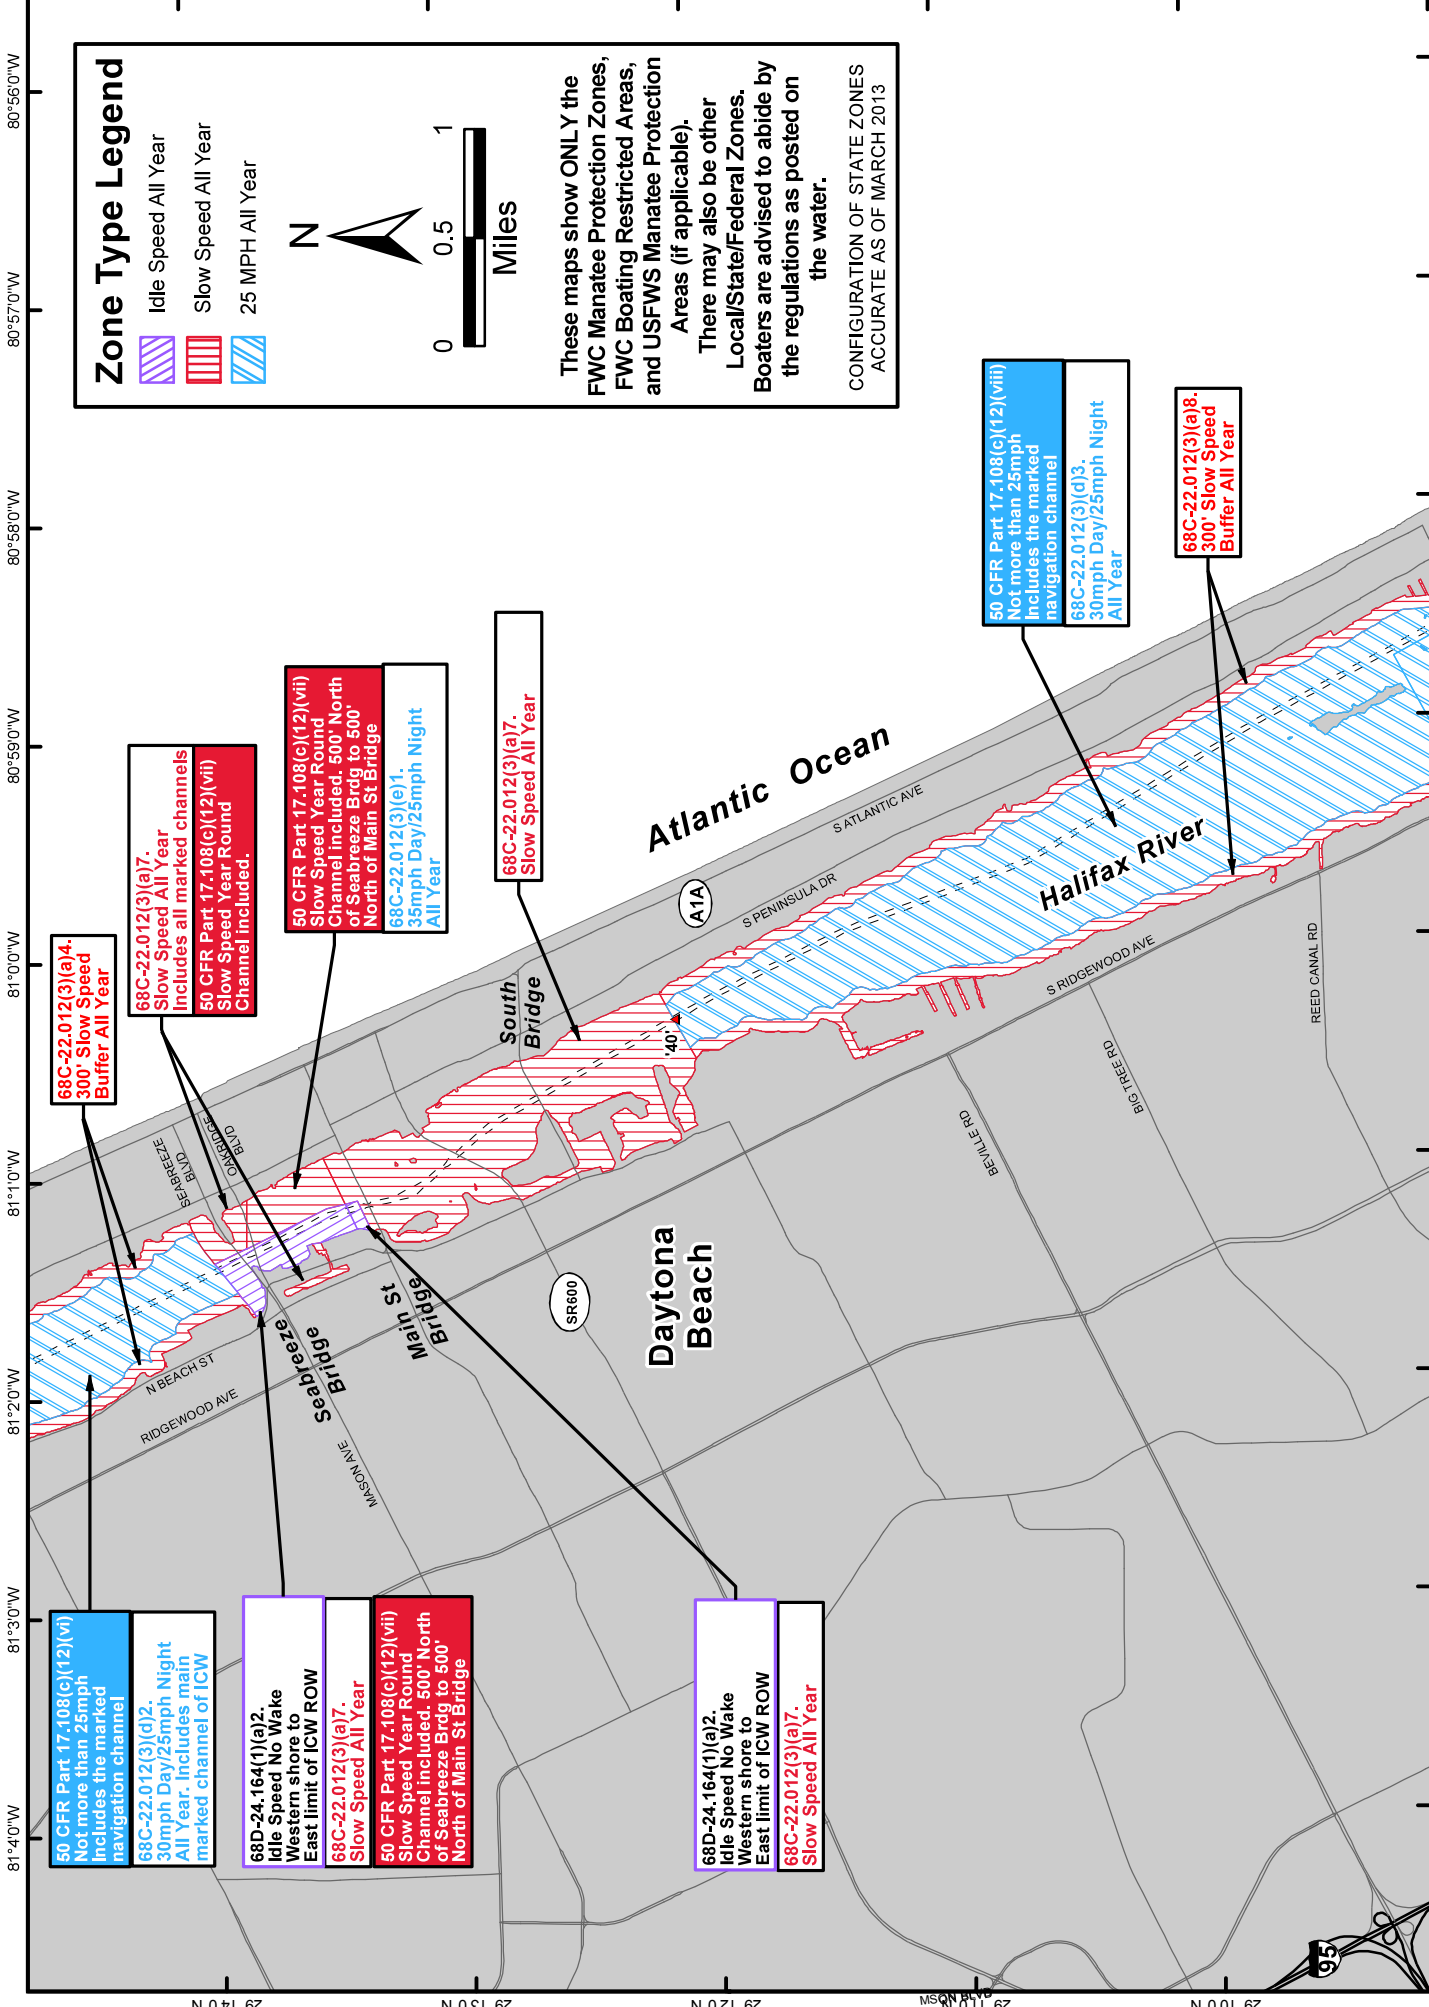 Zone Type Legend
Idle Speed All Year
Slow Speed All Year
25 MPH All Year
N
0 0.5 1
Miles
These maps show ONLY the
FWC Manatee Protection Zones,
FWC Boating Restricted Areas,
and USFWS Manatee Protection
Areas (if applicable).
There may also be other
Local/State/Federal Zones.
Boaters are advised to abide by
the regulations as posted on
the water.
CONFIGURATION OF STATE ZONES
ACCURATE AS OF MARCH 2013
81°4'0"W
81°3'0"W
81°2'0"W
81°1'0"W
81°0'0"W
80°59'0"W
80°58'0"W
80°57'0"W
80°56'0"W
50 CFR Part 17.108(c)(12)(vi)
Not more than 25mph
Includes the marked
navigation channel
68C-22.012(3)(d)2.
30mph Day/25mph Night
All Year. Includes main
marked channel of ICW
68D-24.164(1)(a)2.
Idle Speed No Wake
Western shore to
East limit of ICW ROW
68C-22.012(3)(a)7.
Slow Speed All Year
50 CFR Part 17.108(c)(12)(vii)
Slow Speed Year Round
Channel included. 500' North
of Seabreeze Brdg to 500'
North of Main St Bridge
68D-24.164(1)(a)2.
Idle Speed No Wake
Western shore to
East limit of ICW ROW
68C-22.012(3)(a)7.
Slow Speed All Year
68C-22.012(3)(a)4.
300' Slow Speed
Buffer All Year
68C-22.012(3)(a)7.
Slow Speed All Year
Includes all marked channels
50 CFR Part 17.108(c)(12)(vii)
Slow Speed Year Round
Channel included.
50 CFR Part 17.108(c)(12)(vii)
Slow Speed Year Round
Channel included. 500' North
of Seabreeze Brdg to 500'
North of Main St Bridge
68C-22.012(3)(e)1.
35mph Day/25mph Night
All Year
68C-22.012(3)(a)7.
Slow Speed All Year
50 CFR Part 17.108(c)(12)(viii)
Not more than 25mph
Includes the marked
navigation channel
68C-22.012(3)(d)3.
30mph Day/25mph Night
All Year
68C-22.012(3)(a)8.
300' Slow Speed
Buffer All Year
Atlantic Ocean
Halifax River
Daytona
Beach
Seabreeze
Bridge
Main St
Bridge
South
Bridge
'40'
A1A
SR600
95
SEABREEZE
BLVD
OAKRIDGE
BLVD
N BEACH ST
RIDGEWOOD AVE
MASON AVE
S ATLANTIC AVE
S PENINSULA DR
S RIDGEWOOD AVE
BEVILLE RD
BIG TREE RD
REED CANAL RD